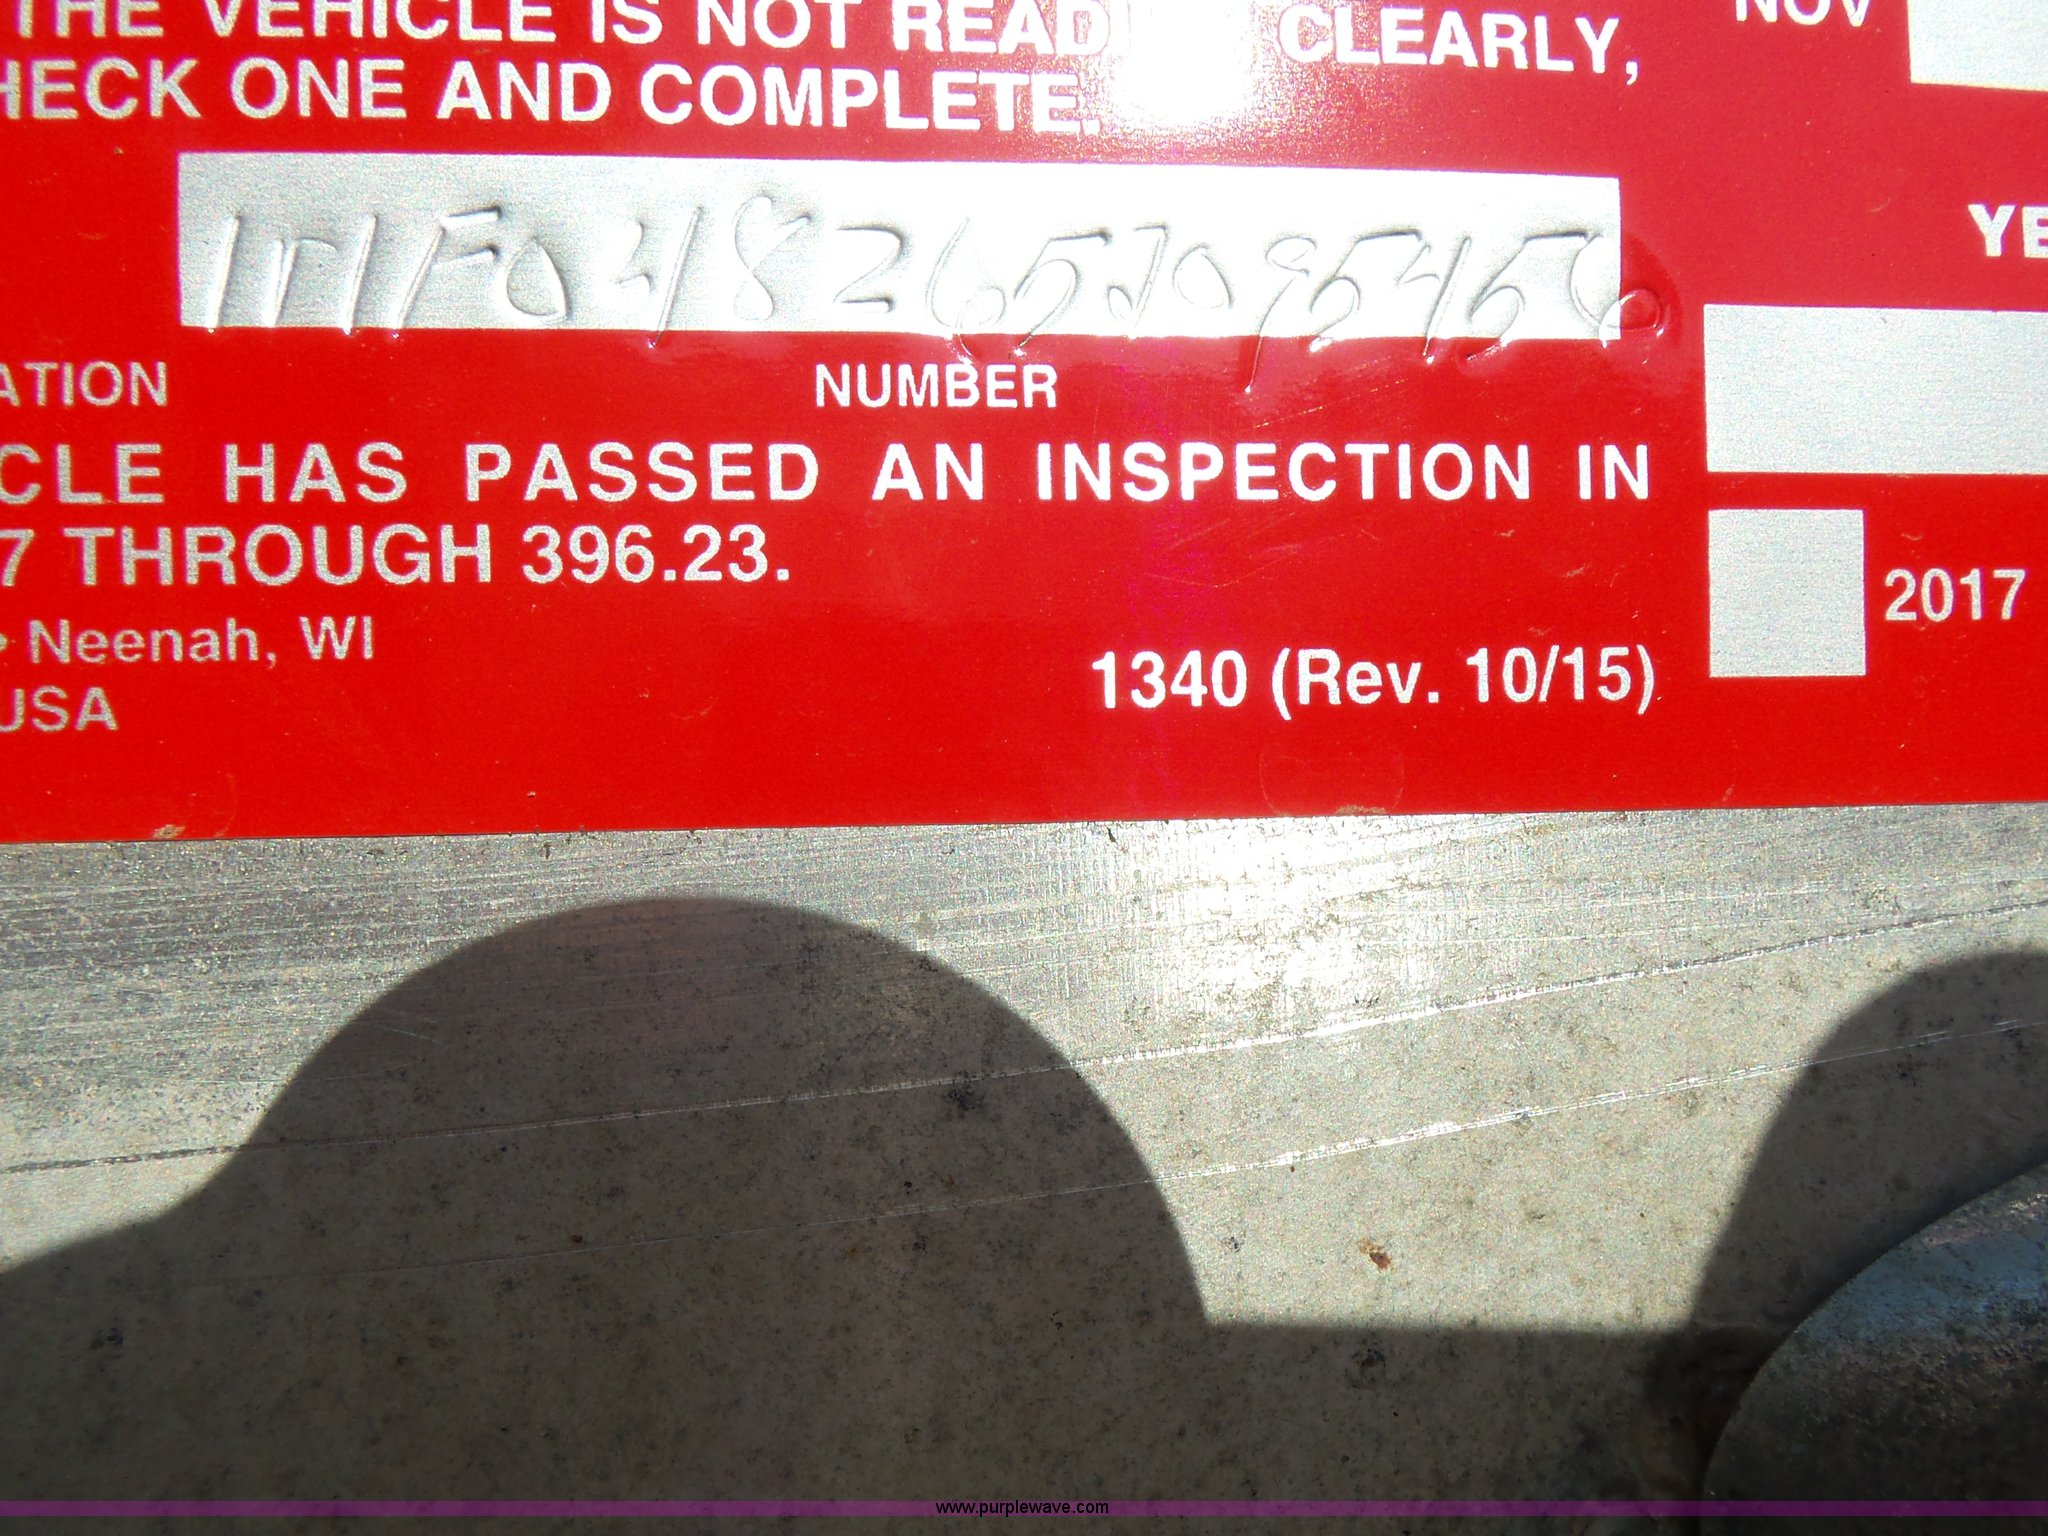 THE VEHICLE IS NOT READ CLEARLY,
HECK ONE AND COMPLETE.
NOV
1r1F048265J095456
YE
ATION NUMBER
CLE HAS PASSED AN INSPECTION IN
7 THROUGH 396.23.
2017
• Neenah, WI
USA
1340 (Rev. 10/15)
www.purplewave.com